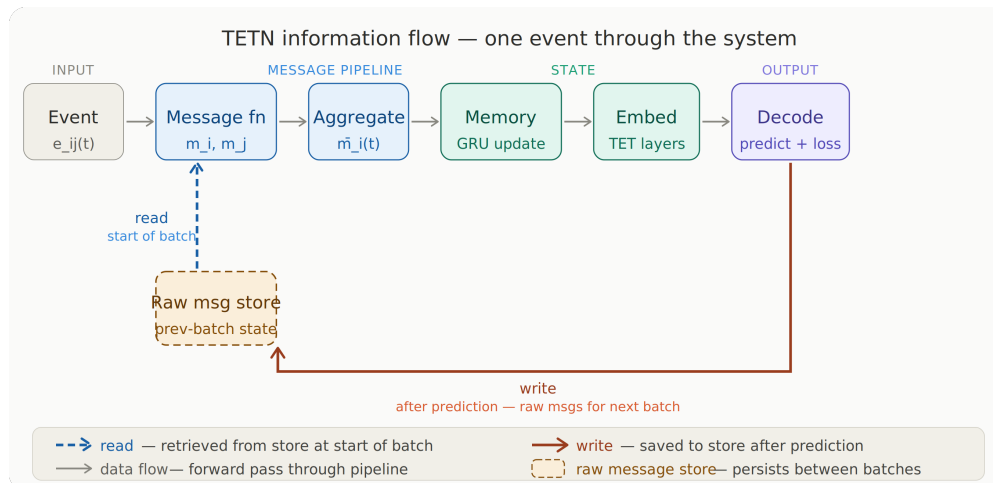 TETN information flow — one event through the system
INPUT
MESSAGE PIPELINE
STATE
OUTPUT
Event
e_ij(t)
Message fn
m_i, m_j
Aggregate
m̄_i(t)
Memory
GRU update
Embed
TET layers
Decode
predict + loss
read
start of batch
Raw msg store
prev-batch state
write
after prediction — raw msgs for next batch
read — retrieved from store at start of batch
write — saved to store after prediction
data flow — forward pass through pipeline
raw message store — persists between batches